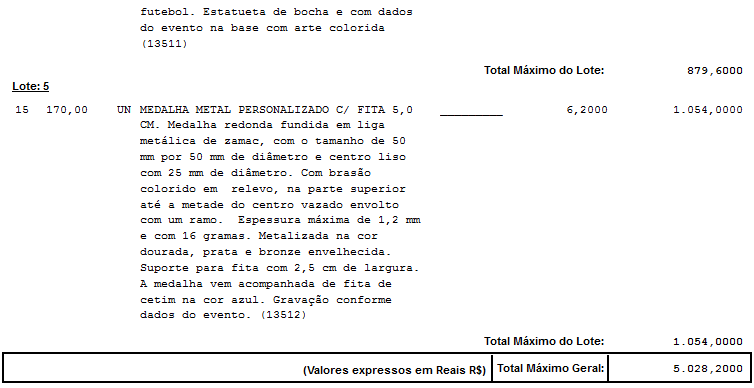 futebol. Estatueta de bocha e com dados
do evento na base com arte colorida
(13511)
Total Máximo do Lote: 879,6000
Lote: 5
15 170,00 UN MEDALHA METAL PERSONALIZADO C/ FITA 5,0 _________ 6,2000 1.054,0000
CM. Medalha redonda fundida em liga
metálica de zamac, com o tamanho de 50
mm por 50 mm de diâmetro e centro liso
com 25 mm de diâmetro. Com brasão
colorido em  relevo, na parte superior
até a metade do centro vazado envolto
com um ramo.  Espessura máxima de 1,2 mm
e com 16 gramas. Metalizada na cor
dourada, prata e bronze envelhecida.
Suporte para fita com 2,5 cm de largura.
A medalha vem acompanhada de fita de
cetim na cor azul. Gravação conforme
dados do evento. (13512)
Total Máximo do Lote: 1.054,0000
(Valores expressos em Reais R$) Total Máximo Geral: 5.028,2000